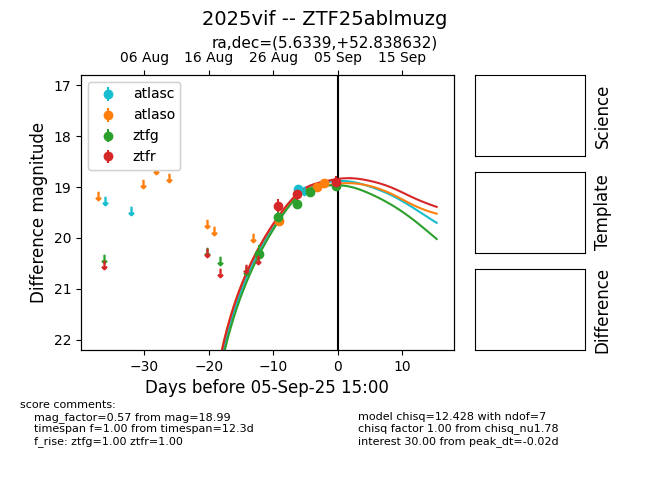 2025vif -- ZTF25ablmuzg
ra,dec=(5.6339,+52.838632)
06 Aug 16 Aug 26 Aug 05 Sep 15 Sep
17
18
19
20
21
22
Difference magnitude
atlasc
atlaso
ztfg
ztfr
−30 −20 −10 0 10
Days before 05-Sep-25 15:00
Science
Template
Difference
score comments:
mag_factor=0.57 from mag=18.99
timespan f=1.00 from timespan=12.3d
f_rise: ztfg=1.00 ztfr=1.00
model chisq=12.428 with ndof=7
chisq factor 1.00 from chisq_nu1.78
interest 30.00 from peak_dt=-0.02d